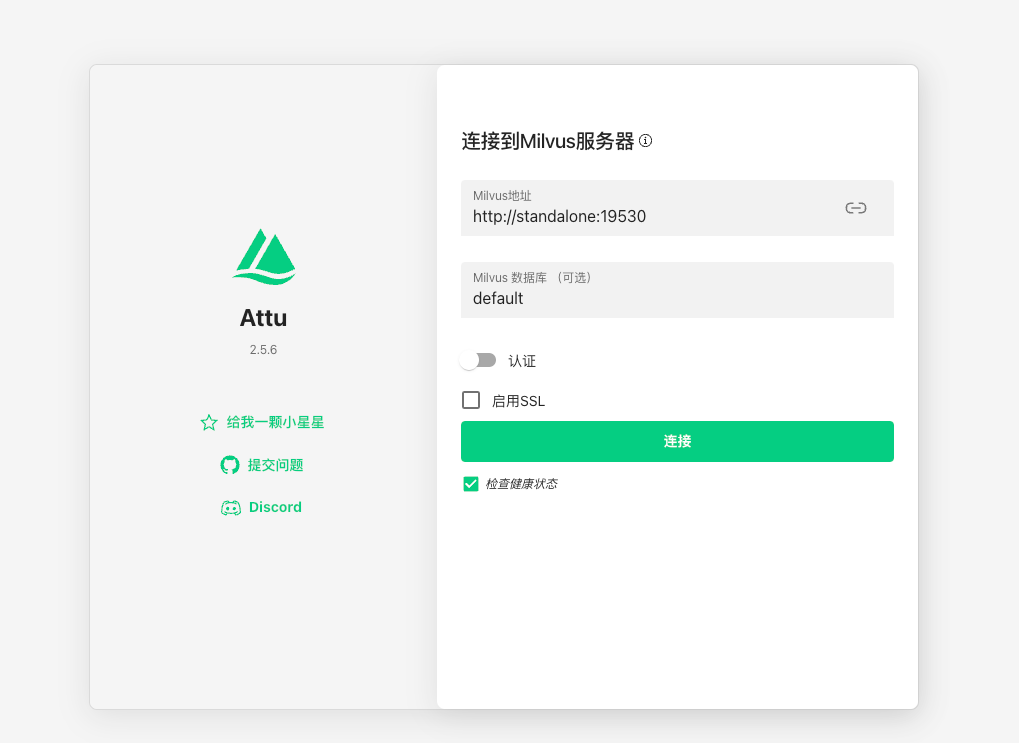 Attu
2.5.6
给我一颗小星星
提交问题
Discord
连接到Milvus服务器
Milvus地址
http://standalone:19530
Milvus 数据库 （可选）
default
认证
启用SSL
连接
检查健康状态